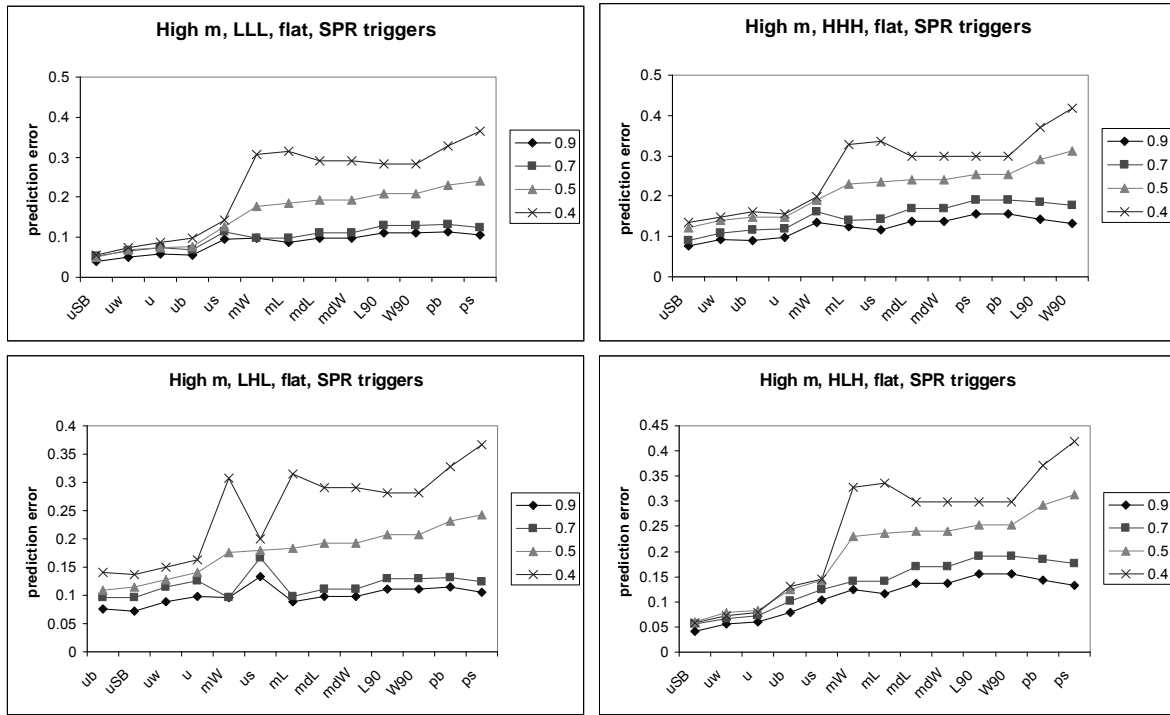 High m, LLL, flat, SPR triggers
prediction error
0.5
0.4
0.3
0.2
0.1
0
uSB
uw
u
ub
us
mW
mL
mdL
mdW
L90
W90
pb
ps
0.9
0.7
0.5
0.4
High m, HHH, flat, SPR triggers
prediction error
0.5
0.4
0.3
0.2
0.1
0
uSB
uw
ub
u
mW
mL
us
mdL
mdW
ps
pb
L90
W90
0.9
0.7
0.5
0.4
High m, LHL, flat, SPR triggers
prediction error
0.4
0.35
0.3
0.25
0.2
0.15
0.1
0.05
0
ub
uSB
uw
u
mW
us
mL
mdL
mdW
L90
W90
pb
ps
0.9
0.7
0.5
0.4
High m, HLH, flat, SPR triggers
prediction error
0.45
0.4
0.35
0.3
0.25
0.2
0.15
0.1
0.05
0
uSB
uw
u
ub
us
mW
mL
mdL
mdW
L90
W90
pb
ps
0.9
0.7
0.5
0.4